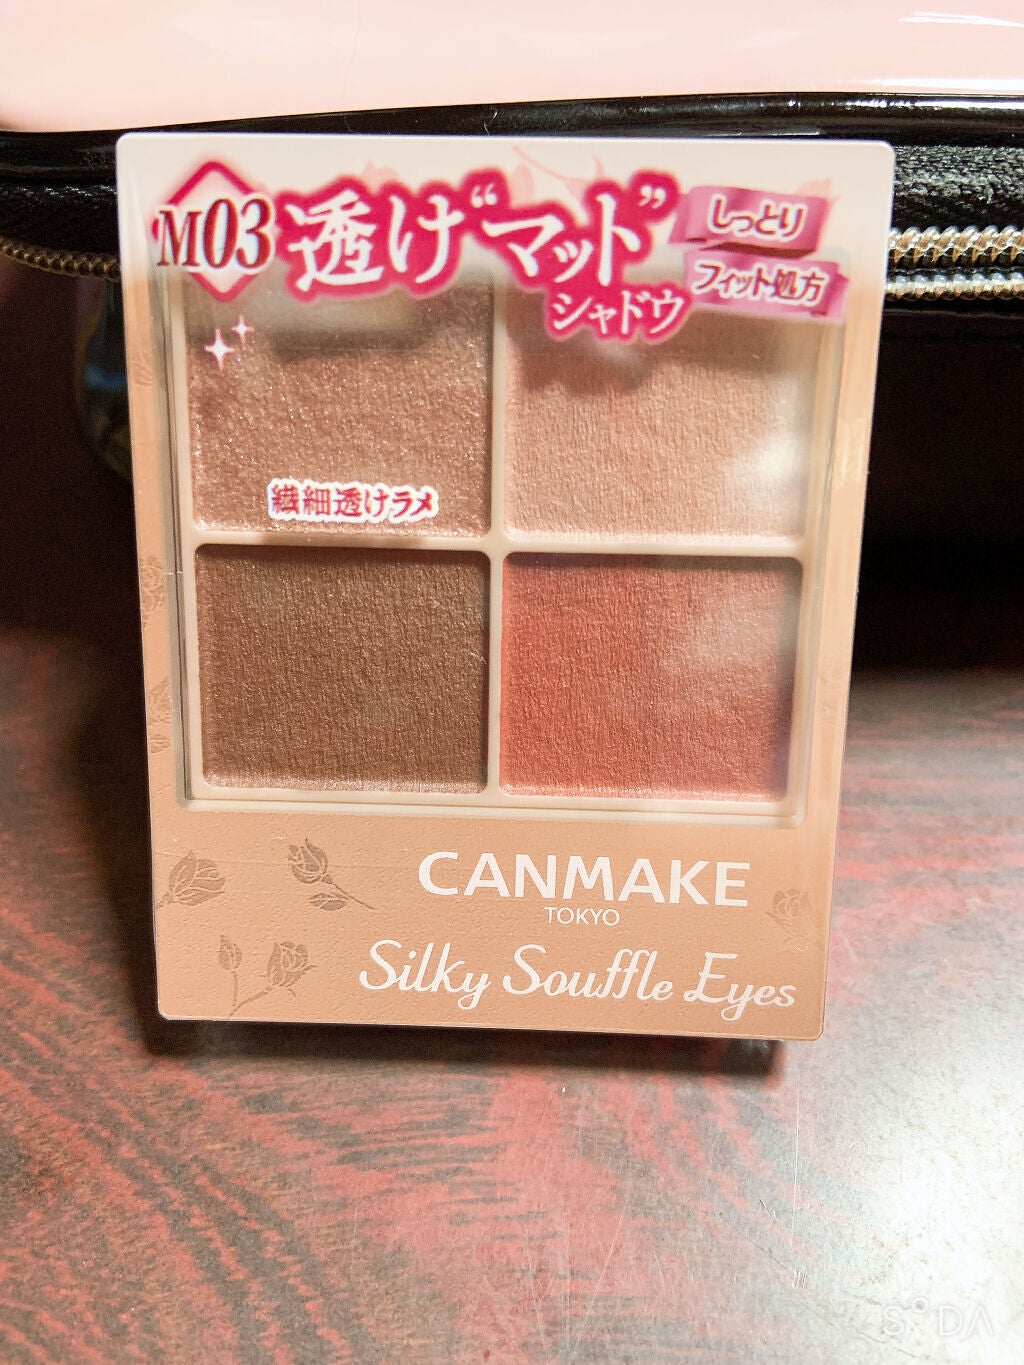 M03
透け“マット”
シャドウ
しっとり
フィット処方
繊細透けラメ
CANMAKE
TOKYO
Silky Souffle Eyes
SODA